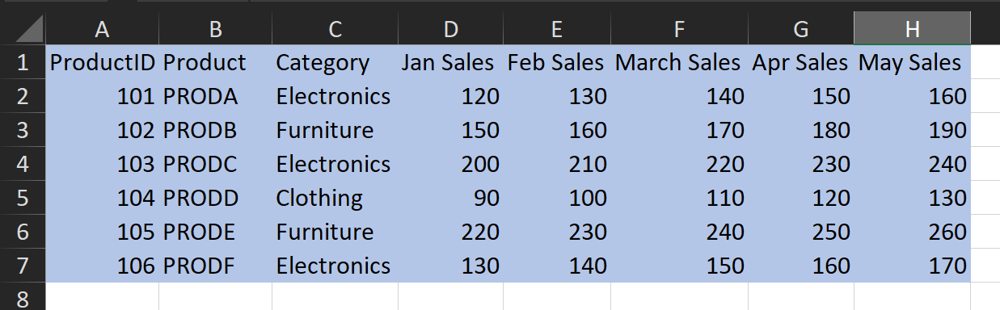 A B C D E F G H
1 ProductID Product Category Jan Sales Feb Sales March Sales Apr Sales May Sales
2 101 PRODA Electronics 120 130 140 150 160
3 102 PRODB Furniture 150 160 170 180 190
4 103 PRODC Electronics 200 210 220 230 240
5 104 PRODD Clothing 90 100 110 120 130
6 105 PRODE Furniture 220 230 240 250 260
7 106 PRODF Electronics 130 140 150 160 170
8